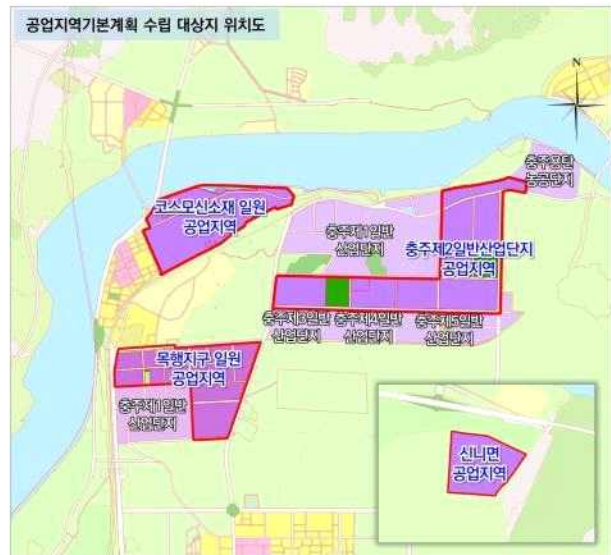 공업지역기본계획 수립 대상지 위치도
N
충주용탄
농공단지
코스모신소재 일원
공업지역
충주제1일반
산업단지
충주제2일반산업단지
공업지역
충주제3일반
산업단지
충주제4일반
산업단지
충주제5일반
산업단지
목행지구 일원
공업지역
충주제1일반
산업단지
신니면
공업지역